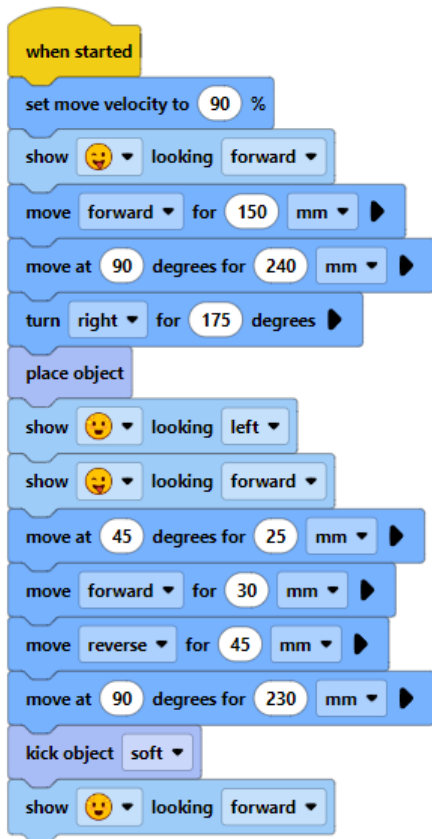 when started
set move velocity to 90 %
show looking forward
move forward for 150 mm
move at 90 degrees for 240 mm
turn right for 175 degrees
place object
show looking left
show looking forward
move at 45 degrees for 25 mm
move forward for 30 mm
move reverse for 45 mm
move at 90 degrees for 230 mm
kick object soft
show looking forward